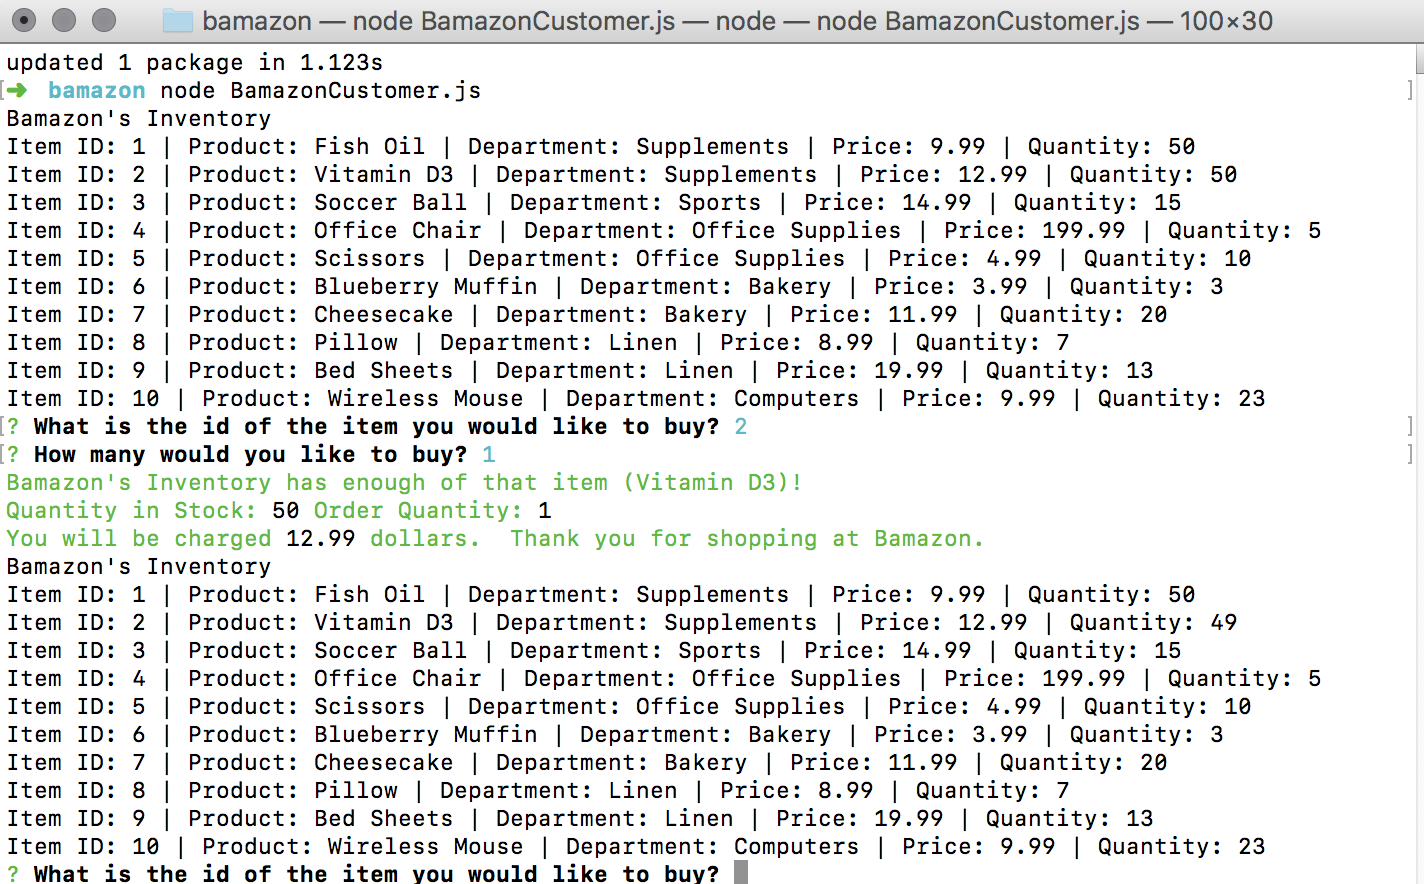 bamazon — node BamazonCustomer.js — node — node BamazonCustomer.js — 100×30
updated 1 package in 1.123s
[➜  bamazon node BamazonCustomer.js ]
Bamazon's Inventory
Item ID: 1 | Product: Fish Oil | Department: Supplements | Price: 9.99 | Quantity: 50
Item ID: 2 | Product: Vitamin D3 | Department: Supplements | Price: 12.99 | Quantity: 50
Item ID: 3 | Product: Soccer Ball | Department: Sports | Price: 14.99 | Quantity: 15
Item ID: 4 | Product: Office Chair | Department: Office Supplies | Price: 199.99 | Quantity: 5
Item ID: 5 | Product: Scissors | Department: Office Supplies | Price: 4.99 | Quantity: 10
Item ID: 6 | Product: Blueberry Muffin | Department: Bakery | Price: 3.99 | Quantity: 3
Item ID: 7 | Product: Cheesecake | Department: Bakery | Price: 11.99 | Quantity: 20
Item ID: 8 | Product: Pillow | Department: Linen | Price: 8.99 | Quantity: 7
Item ID: 9 | Product: Bed Sheets | Department: Linen | Price: 19.99 | Quantity: 13
Item ID: 10 | Product: Wireless Mouse | Department: Computers | Price: 9.99 | Quantity: 23
[? What is the id of the item you would like to buy? 2 ]
[? How many would you like to buy? 1 ]
Bamazon's Inventory has enough of that item (Vitamin D3)!
Quantity in Stock: 50 Order Quantity: 1
You will be charged 12.99 dollars.  Thank you for shopping at Bamazon.
Bamazon's Inventory
Item ID: 1 | Product: Fish Oil | Department: Supplements | Price: 9.99 | Quantity: 50
Item ID: 2 | Product: Vitamin D3 | Department: Supplements | Price: 12.99 | Quantity: 49
Item ID: 3 | Product: Soccer Ball | Department: Sports | Price: 14.99 | Quantity: 15
Item ID: 4 | Product: Office Chair | Department: Office Supplies | Price: 199.99 | Quantity: 5
Item ID: 5 | Product: Scissors | Department: Office Supplies | Price: 4.99 | Quantity: 10
Item ID: 6 | Product: Blueberry Muffin | Department: Bakery | Price: 3.99 | Quantity: 3
Item ID: 7 | Product: Cheesecake | Department: Bakery | Price: 11.99 | Quantity: 20
Item ID: 8 | Product: Pillow | Department: Linen | Price: 8.99 | Quantity: 7
Item ID: 9 | Product: Bed Sheets | Department: Linen | Price: 19.99 | Quantity: 13
Item ID: 10 | Product: Wireless Mouse | Department: Computers | Price: 9.99 | Quantity: 23
? What is the id of the item you would like to buy?